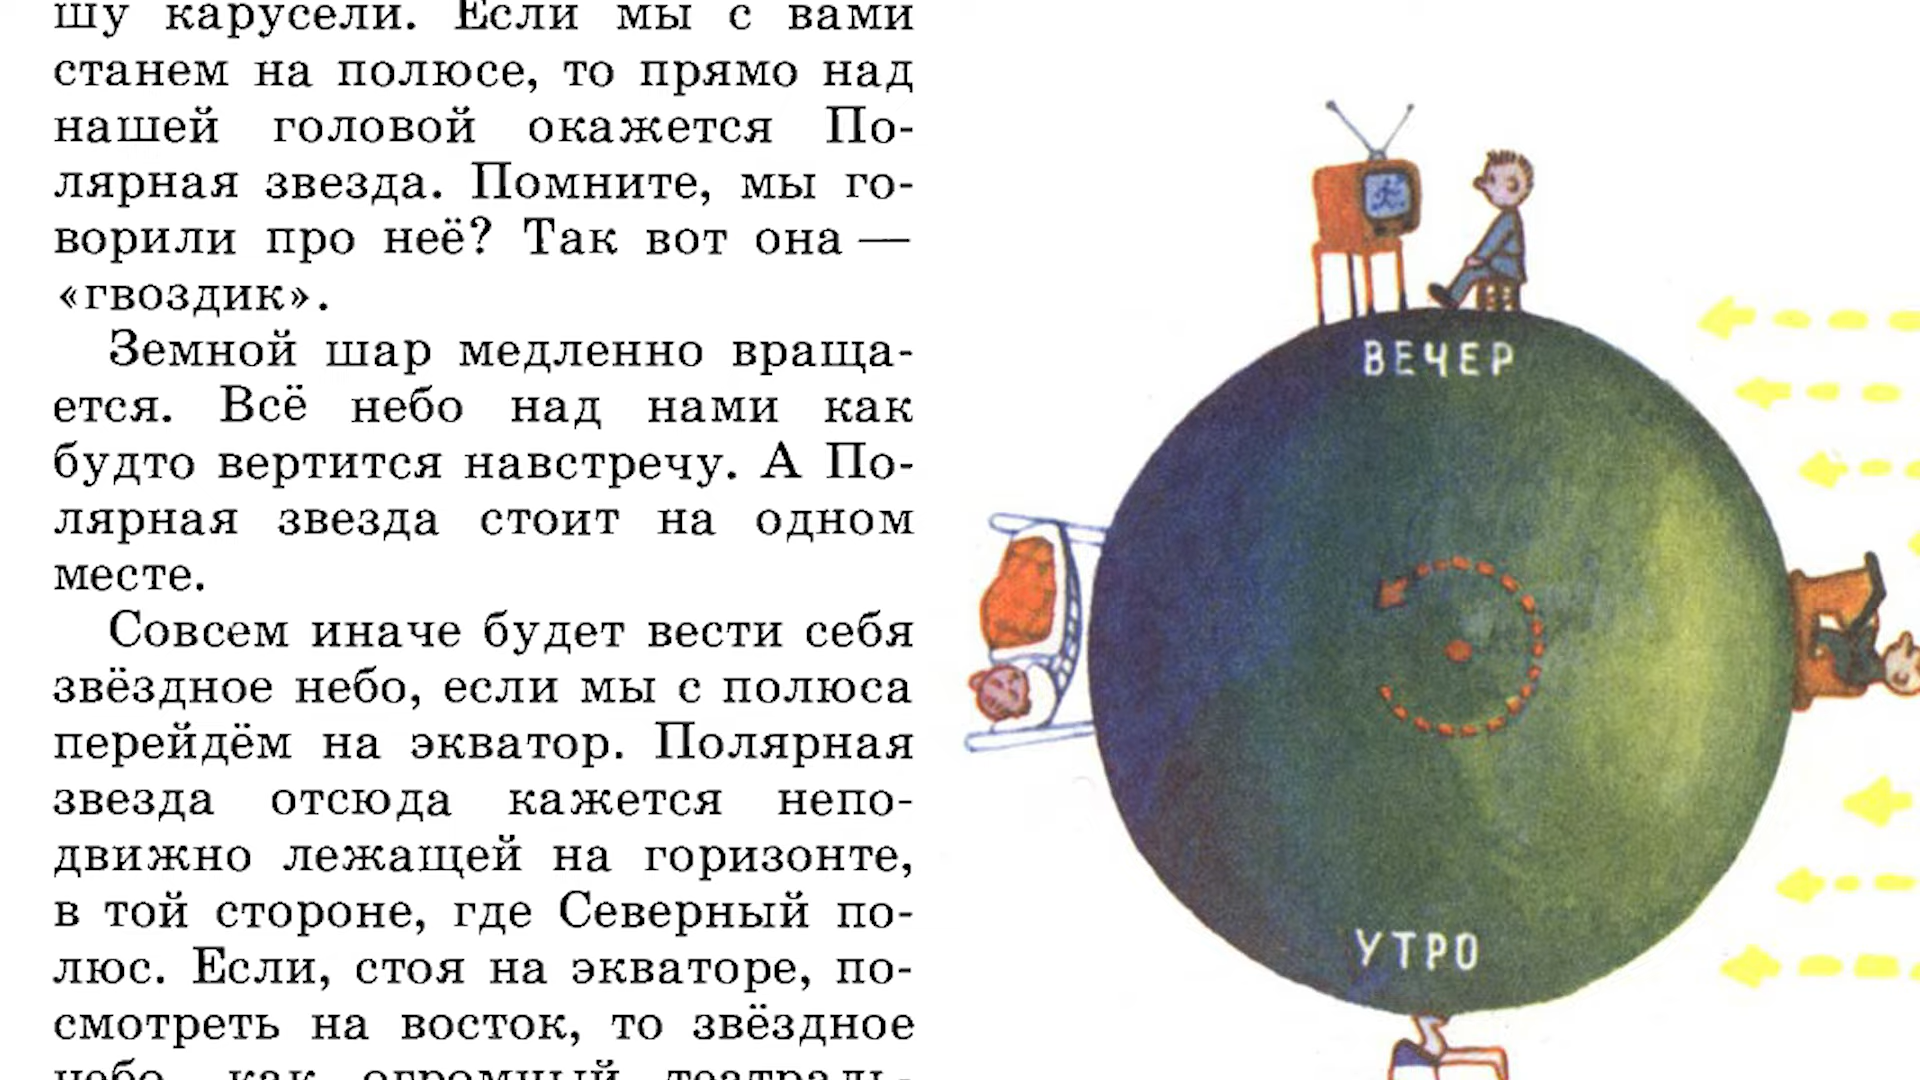 шу карусели. Если мы с вами
станем на полюсе, то прямо над
нашей головой окажется По-
лярная звезда. Помните, мы го-
ворили про неё? Так вот она —
«гвоздик».
Земной шар медленно враща-
ется. Всё небо над нами как
будто вертится навстречу. А По-
лярная звезда стоит на одном
месте.
Совсем иначе будет вести себя
звёздное небо, если мы с полюса
перейдём на экватор. Полярная
звезда отсюда кажется непо-
движно лежащей на горизонте,
в той стороне, где Северный по-
люс. Если, стоя на экваторе, по-
смотреть на восток, то звёздное
небо, как огромный театраль-
ВЕЧЕР
УТРО